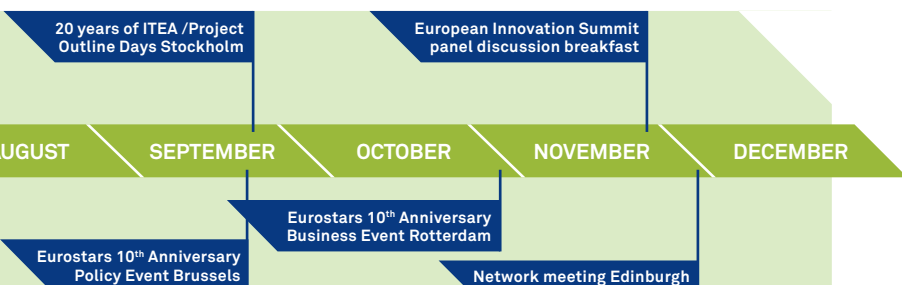 20 years of ITEA /Project
Outline Days Stockholm
European Innovation Summit
panel discussion breakfast
UGUST
SEPTEMBER
OCTOBER
NOVEMBER
DECEMBER
Eurostars 10th Anniversary
Business Event Rotterdam
Eurostars 10th Anniversary
Policy Event Brussels
Network meeting Edinburgh